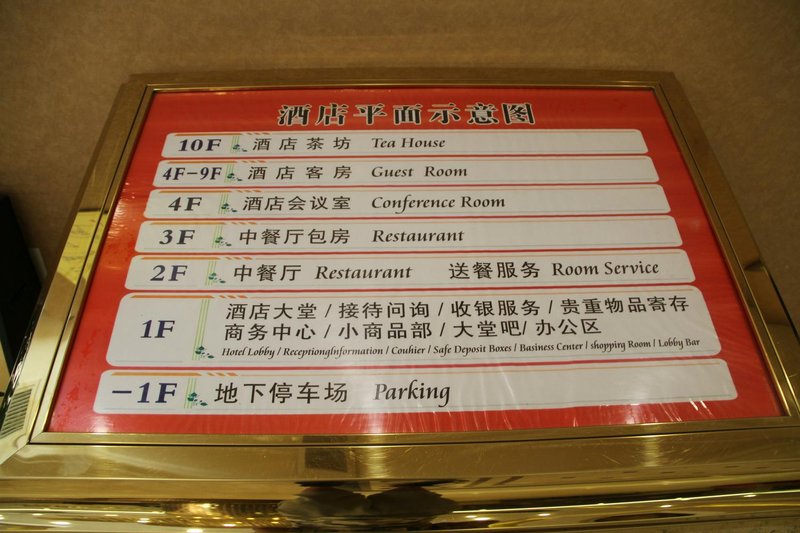 酒店平面示意图
10F 酒店茶坊 Tea House
4F-9F 酒店客房 Guest Room
4F 酒店会议室 Conference Room
3F 中餐厅包房 Restaurant
2F 中餐厅 Restaurant 送餐服务 Room Service
1F 酒店大堂 / 接待问询 / 收银服务 / 贵重物品寄存
商务中心 / 小商品部 / 大堂吧 / 办公区
Hotel Lobby / ReceptiongInformation / Couhier / Safe Deposit Boxes / Basiness Center / shopping Room / Lobby Bar
-1F 地下停车场 Parking